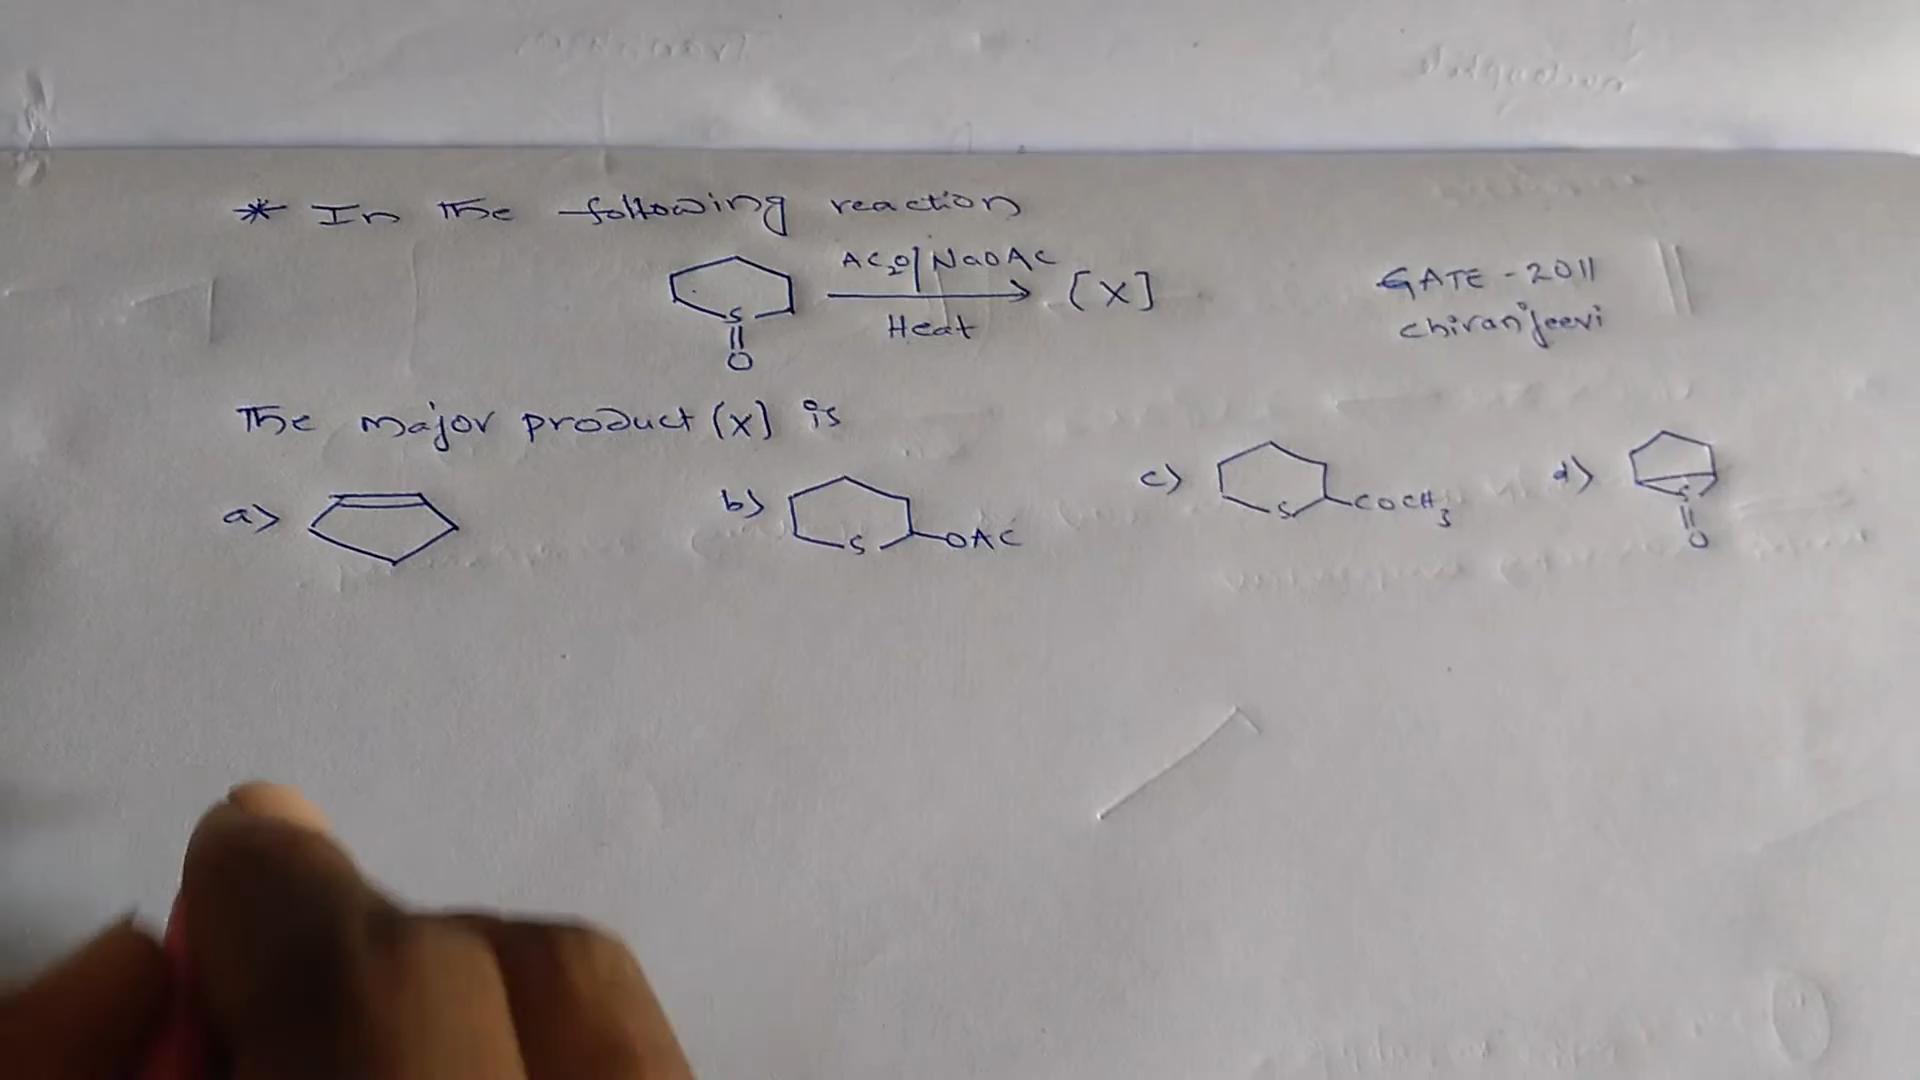 * In the following reaction
Ac₂O/NaOAc
S
O
Heat
[X]
GATE - 2011
chiranjeevi
The major product [X] is
a)
b) S OAc
c) S COCH₃
d) S
O